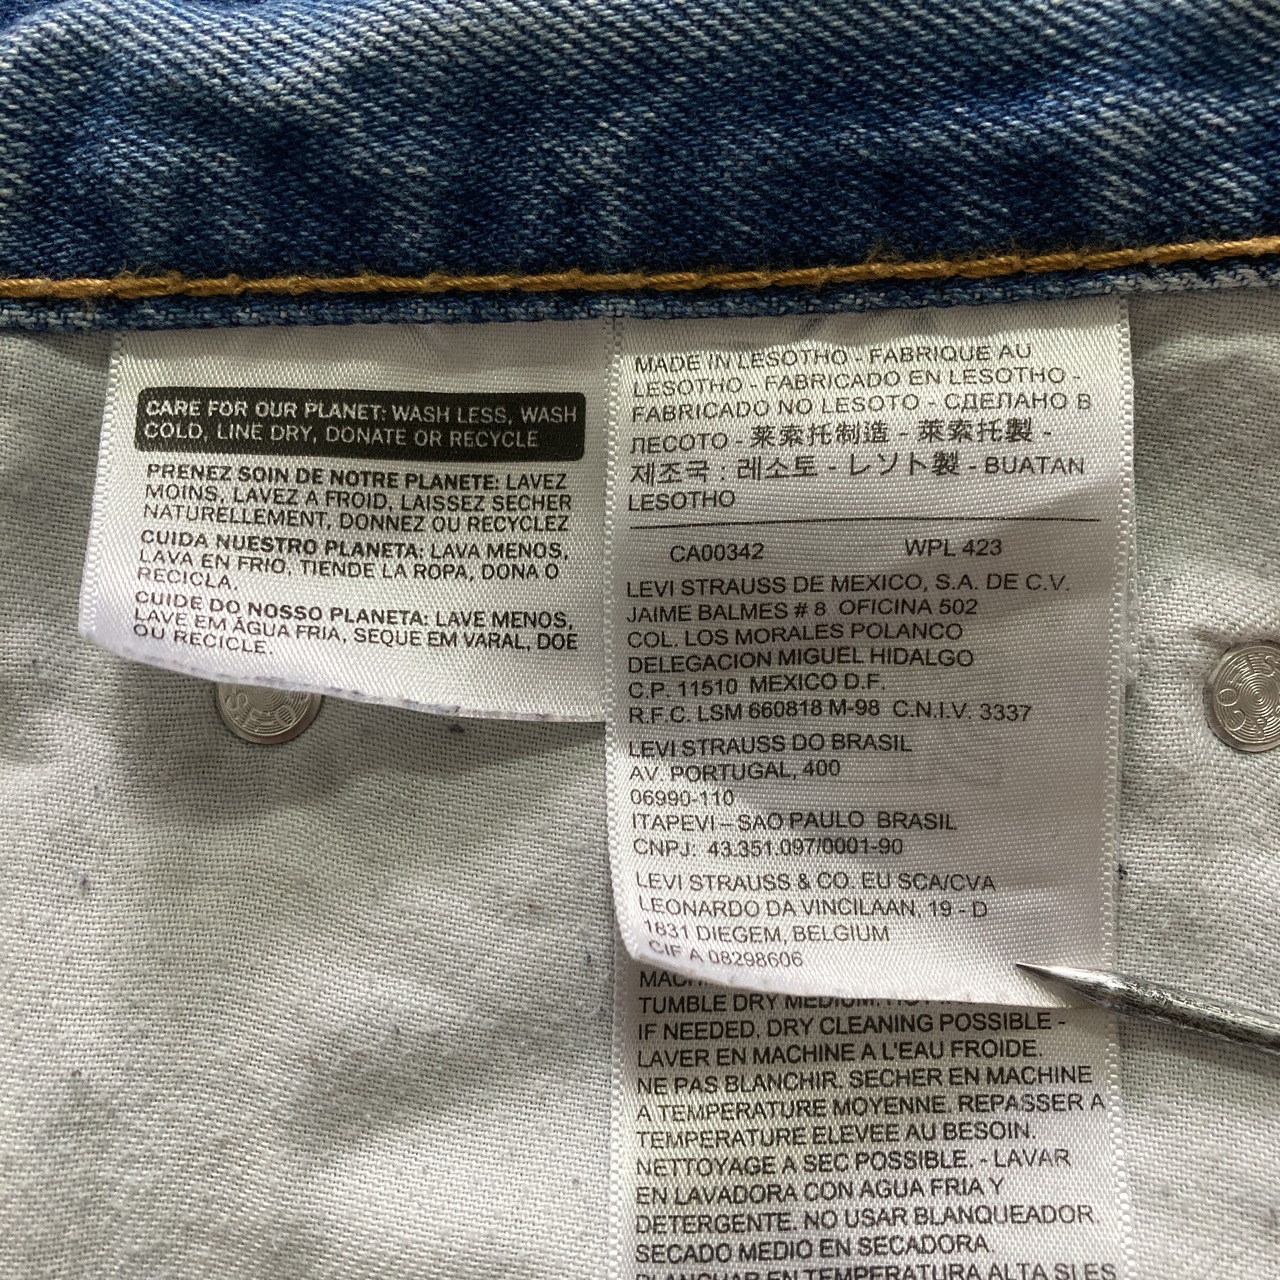 CARE FOR OUR PLANET: WASH LESS, WASH
COLD, LINE DRY, DONATE OR RECYCLE
PRENEZ SOIN DE NOTRE PLANETE: LAVEZ
MOINS, LAVEZ A FROID, LAISSEZ SECHER
NATURELLEMENT, DONNEZ OU RECYCLEZ
CUIDA NUESTRO PLANETA: LAVA MENOS,
LAVA EN FRIO, TIENDE LA ROPA, DONA O
RECICLA.
CUIDE DO NOSSO PLANETA: LAVE MENOS,
LAVE EM ÁGUA FRIA, SEQUE EM VARAL, DOE
OU RECICLE.
MADE IN LESOTHO - FABRIQUE AU
LESOTHO - FABRICADO EN LESOTHO -
FABRICADO NO LESOTO - СДЕЛАНО В
ЛЕСОТО - 莱索托制造 - 萊索托製 -
제조국 : 레소토 - レソト製 - BUATAN
LESOTHO
CA00342 WPL 423
LEVI STRAUSS DE MEXICO, S.A. DE C.V.
JAIME BALMES # 8 OFICINA 502
COL. LOS MORALES POLANCO
DELEGACION MIGUEL HIDALGO
C.P. 11510 MEXICO D.F.
R.F.C. LSM 660818 M-98 C.N.I.V. 3337
LEVI STRAUSS DO BRASIL
AV. PORTUGAL, 400
06990-110
ITAPEVI – SAO PAULO BRASIL
CNPJ: 43.351.097/0001-90
LEVI STRAUSS & CO. EU SCA/CVA
LEONARDO DA VINCILAAN, 19 - D
1831 DIEGEM, BELGIUM
CIF A 08298606
TUMBLE DRY MEDIUM.
IF NEEDED. DRY CLEANING POSSIBLE -
LAVER EN MACHINE A L'EAU FROIDE.
NE PAS BLANCHIR. SECHER EN MACHINE
A TEMPERATURE MOYENNE. REPASSER A
TEMPERATURE ELEVEE AU BESOIN.
NETTOYAGE A SEC POSSIBLE. - LAVAR
EN LAVADORA CON AGUA FRIA Y
DETERGENTE. NO USAR BLANQUEADOR.
SECADO MEDIO EN SECADORA.
PLANCHAR EN TEMPERATURA ALTA SI ES